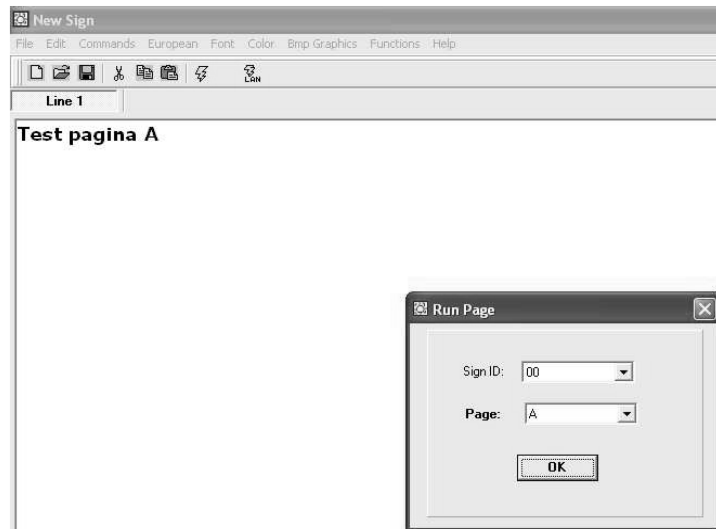 New Sign
File Edit Commands European Font Color Bmp Graphics Functions Help
LAN
Line 1
Test pagina A
Run Page
Sign ID: 00
Page: A
OK